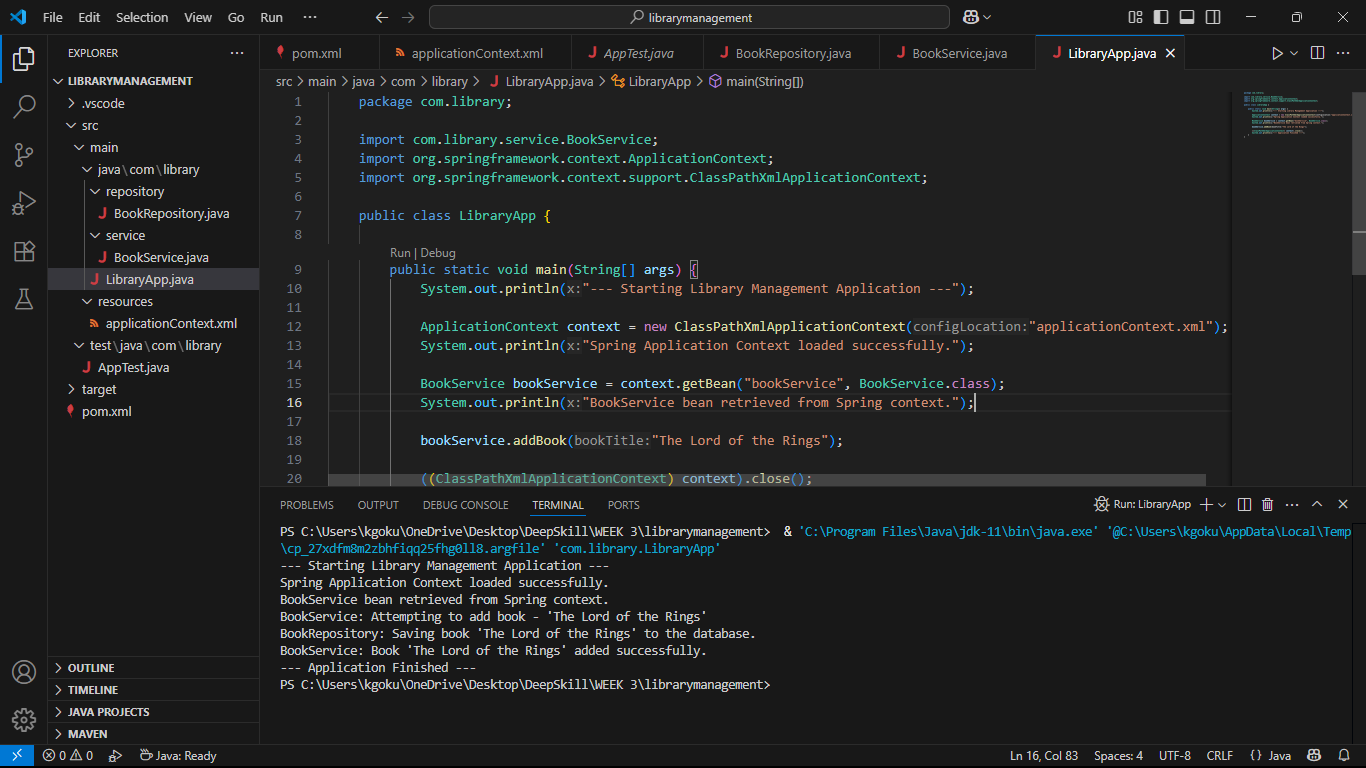 File Edit Selection View Go Run ··· librarymanagement
EXPLORER ···
LIBRARYMANAGEMENT
.vscode
src
main
java\com\library
repository
BookRepository.java
service
BookService.java
LibraryApp.java
resources
applicationContext.xml
test\java\com\library
AppTest.java
target
pom.xml
OUTLINE
TIMELINE
JAVA PROJECTS
MAVEN
pom.xml applicationContext.xml AppTest.java BookRepository.java BookService.java LibraryApp.java
src > main > java > com > library > LibraryApp.java > LibraryApp > main(String[])
1 package com.library;
2
3 import com.library.service.BookService;
4 import org.springframework.context.ApplicationContext;
5 import org.springframework.context.support.ClassPathXmlApplicationContext;
6
7 public class LibraryApp {
8
Run | Debug
9 public static void main(String[] args) {
10 System.out.println(x:"--- Starting Library Management Application ---");
11
12 ApplicationContext context = new ClassPathXmlApplicationContext(configLocation:"applicationContext.xml");
13 System.out.println(x:"Spring Application Context loaded successfully.");
14
15 BookService bookService = context.getBean("bookService", BookService.class);
16 System.out.println(x:"BookService bean retrieved from Spring context.");
17
18 bookService.addBook(bookTitle:"The Lord of the Rings");
19
20 ((ClassPathXmlApplicationContext) context).close();
PROBLEMS OUTPUT DEBUG CONSOLE TERMINAL PORTS Run: LibraryApp
PS C:\Users\kgoku\OneDrive\Desktop\DeepSkill\WEEK 3\librarymanagement> & 'C:\Program Files\Java\jdk-11\bin\java.exe' '@C:\Users\kgoku\AppData\Local\Temp
\cp_27xdfm8m2zbhfiqq25fhg0ll8.argfile' 'com.library.LibraryApp'
--- Starting Library Management Application ---
Spring Application Context loaded successfully.
BookService bean retrieved from Spring context.
BookService: Attempting to add book - 'The Lord of the Rings'
BookRepository: Saving book 'The Lord of the Rings' to the database.
BookService: Book 'The Lord of the Rings' added successfully.
--- Application Finished ---
PS C:\Users\kgoku\OneDrive\Desktop\DeepSkill\WEEK 3\librarymanagement>
0 0 Java: Ready Ln 16, Col 83 Spaces: 4 UTF-8 CRLF {} Java